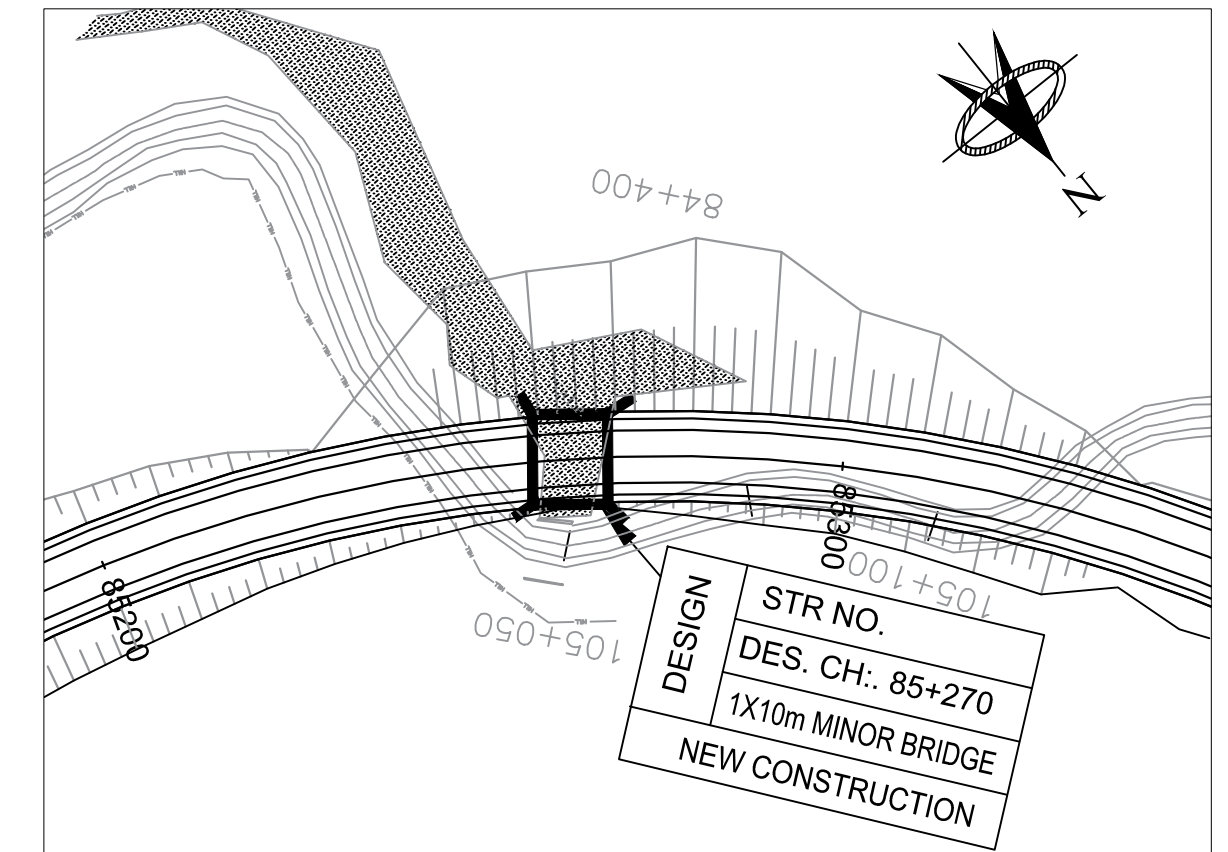 N
84+400
85300
105+100
85200
105+050
DESIGN
STR NO.
DES. CH:. 85+270
1X10m MINOR BRIDGE
NEW CONSTRUCTION